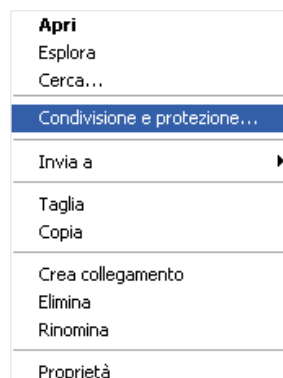 Apri
Esplora
Cerca...
Condivisione e protezione...
Invia a
Taglia
Copia
Crea collegamento
Elimina
Rinomina
Proprietà